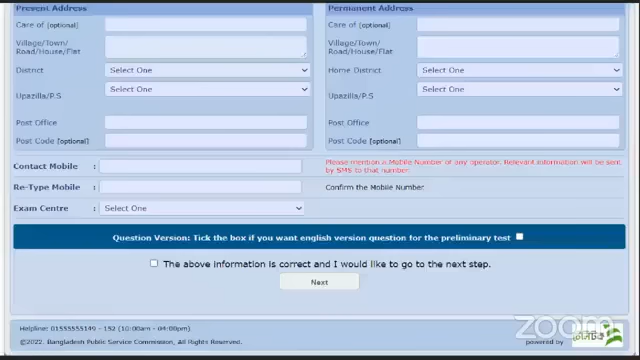 Present Address
Permanent Address
Care of [optional]
Care of [optional]
Village/Town/
Road/House/Flat
Village/Town/
Road/House/Flat
District
Select One
Home District
Select One
Upazilla/P.S
Select One
Upazilla/P.S
Select One
Post Office
Post Office
Post Code [optional]
Post Code [optional]
Contact Mobile :
Please mention a Mobile Number of any operator. Relevant information will be sent
by SMS to that number.
Re-Type Mobile :
Confirm the Mobile Number.
Exam Centre : Select One
Question Version: Tick the box if you want english version question for the preliminary test
The above information is correct and I would like to go to the next step.
Next
Helpline: 01555555149 - 152 (10:00am - 04:00pm).
©2022. Bangladesh Public Service Commission, All Rights Reserved.
powered by
zoom